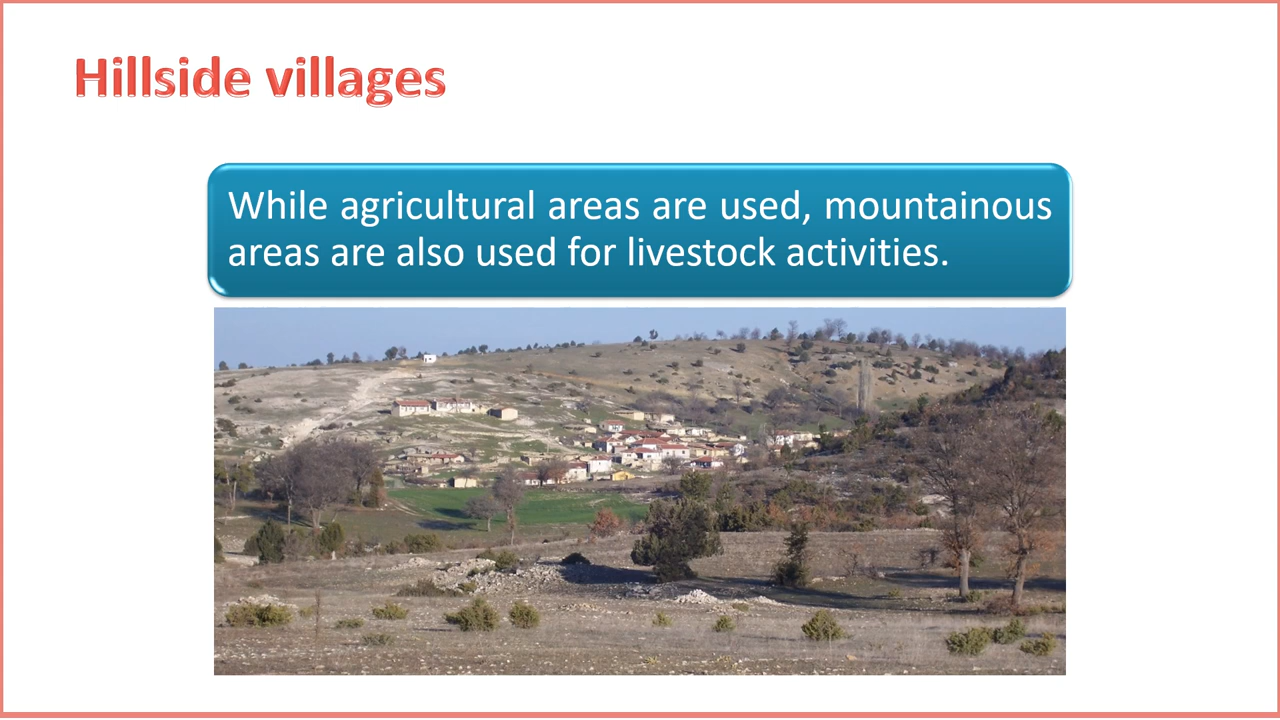 Hillside villages
While agricultural areas are used, mountainous
areas are also used for livestock activities.